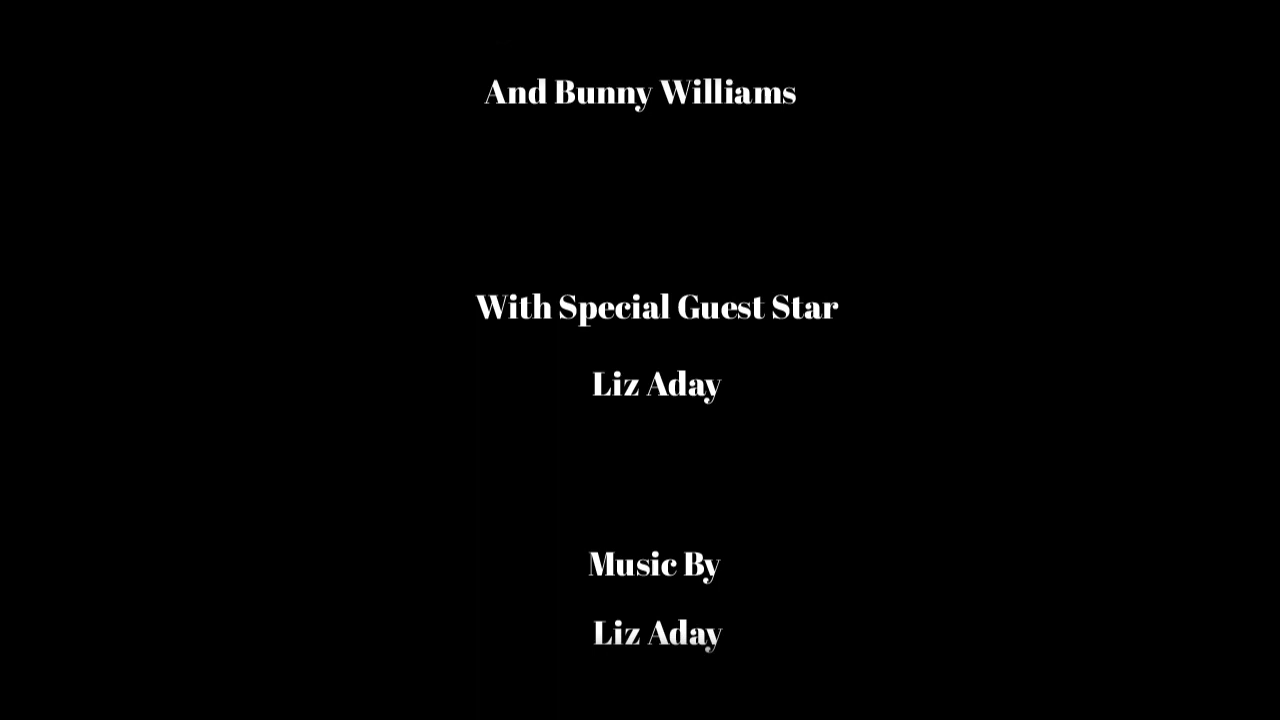 And Bunny Williams
With Special Guest Star
Liz Aday
Music By
Liz Aday